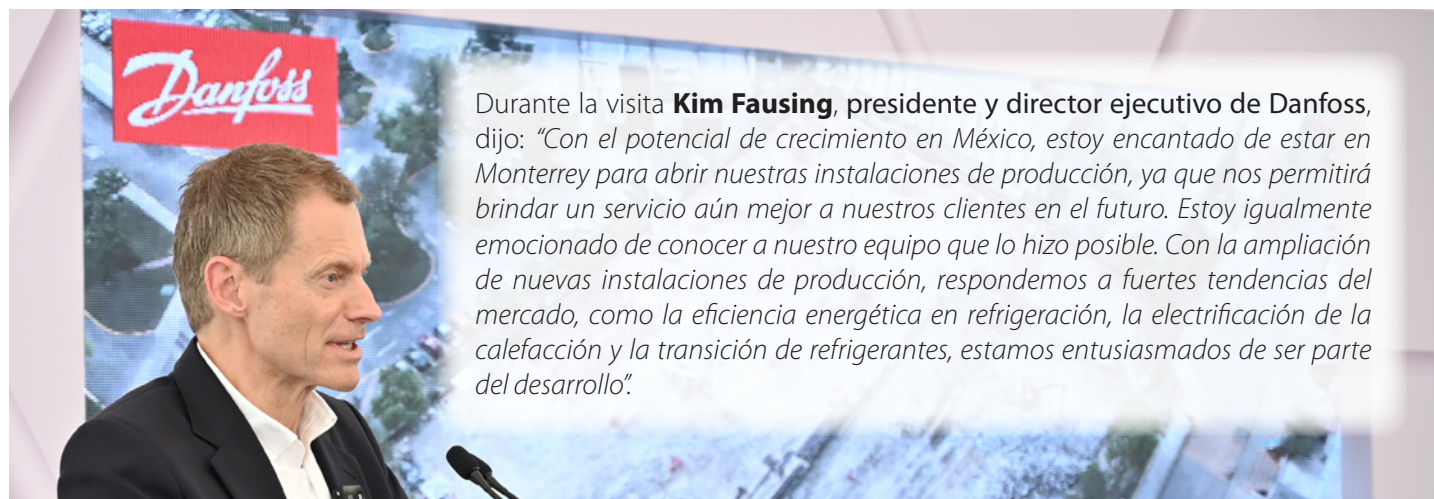 Danfoss
Durante la visita Kim Fausing, presidente y director ejecutivo de Danfoss,
dijo: “Con el potencial de crecimiento en México, estoy encantado de estar en
Monterrey para abrir nuestras instalaciones de producción, ya que nos permitirá
brindar un servicio aún mejor a nuestros clientes en el futuro. Estoy igualmente
emocionado de conocer a nuestro equipo que lo hizo posible. Con la ampliación
de nuevas instalaciones de producción, respondemos a fuertes tendencias del
mercado, como la eficiencia energética en refrigeración, la electrificación de la
calefacción y la transición de refrigerantes, estamos entusiasmados de ser parte
del desarrollo”.